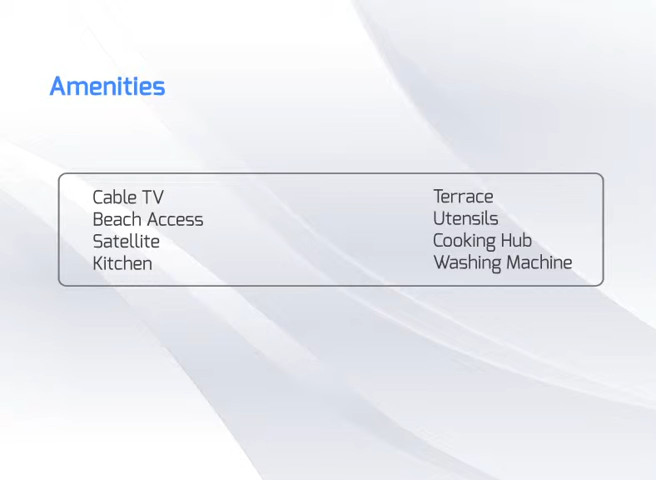 Amenities
Cable TV
Beach Access
Satellite
Kitchen
Terrace
Utensils
Cooking Hub
Washing Machine